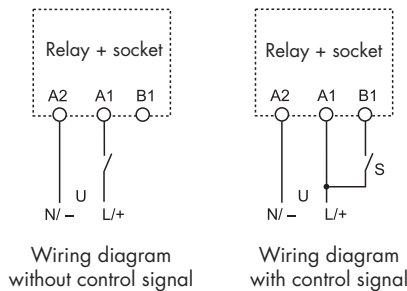 Relay + socket
A2 A1 B1
U
N/ – L/+
Wiring diagram
without control signal
Relay + socket
A2 A1 B1
S
U
N/ – L/+
Wiring diagram
with control signal